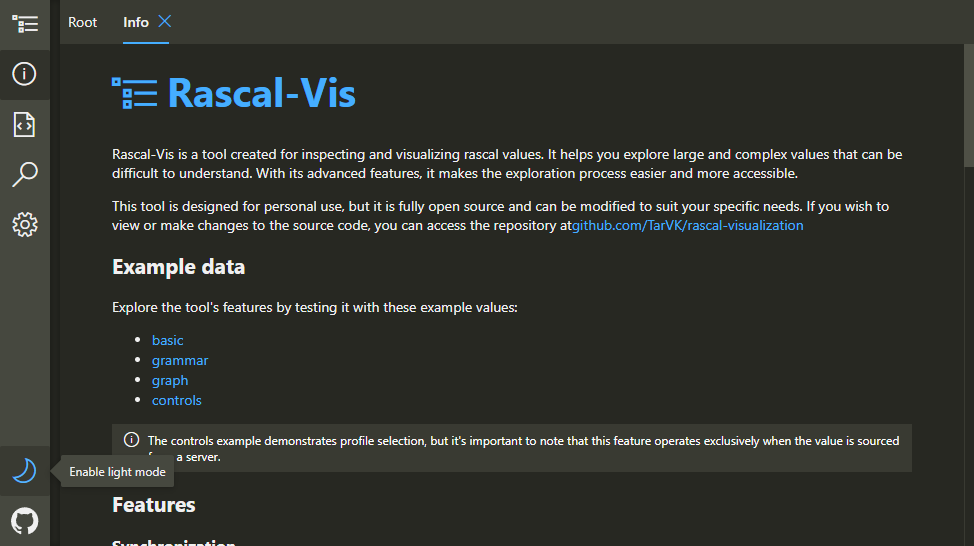 Root Info
Rascal-Vis
Rascal-Vis is a tool created for inspecting and visualizing rascal values. It helps you explore large and complex values that can be
difficult to understand. With its advanced features, it makes the exploration process easier and more accessible.
This tool is designed for personal use, but it is fully open source and can be modified to suit your specific needs. If you wish to
view or make changes to the source code, you can access the repository atgithub.com/TarVK/rascal-visualization
Example data
Explore the tool's features by testing it with these example values:
basic
grammar
graph
controls
The controls example demonstrates profile selection, but it's important to note that this feature operates exclusively when the value is sourced
a server.
Enable light mode
Features
Synchronization